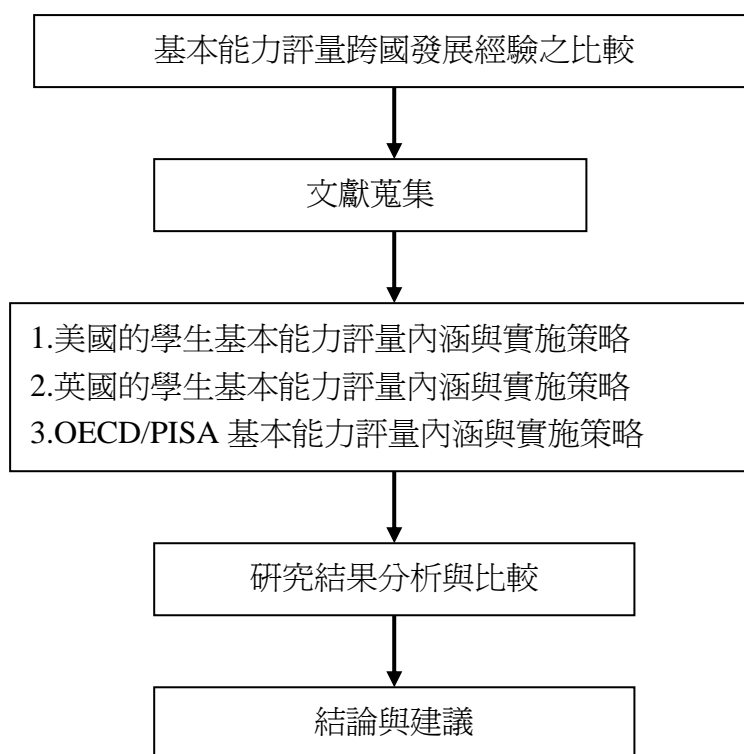 基本能力評量跨國發展經驗之比較
文獻蒐集
1.美國的學生基本能力評量內涵與實施策略
2.英國的學生基本能力評量內涵與實施策略
3.OECD/PISA 基本能力評量內涵與實施策略
研究結果分析與比較
結論與建議